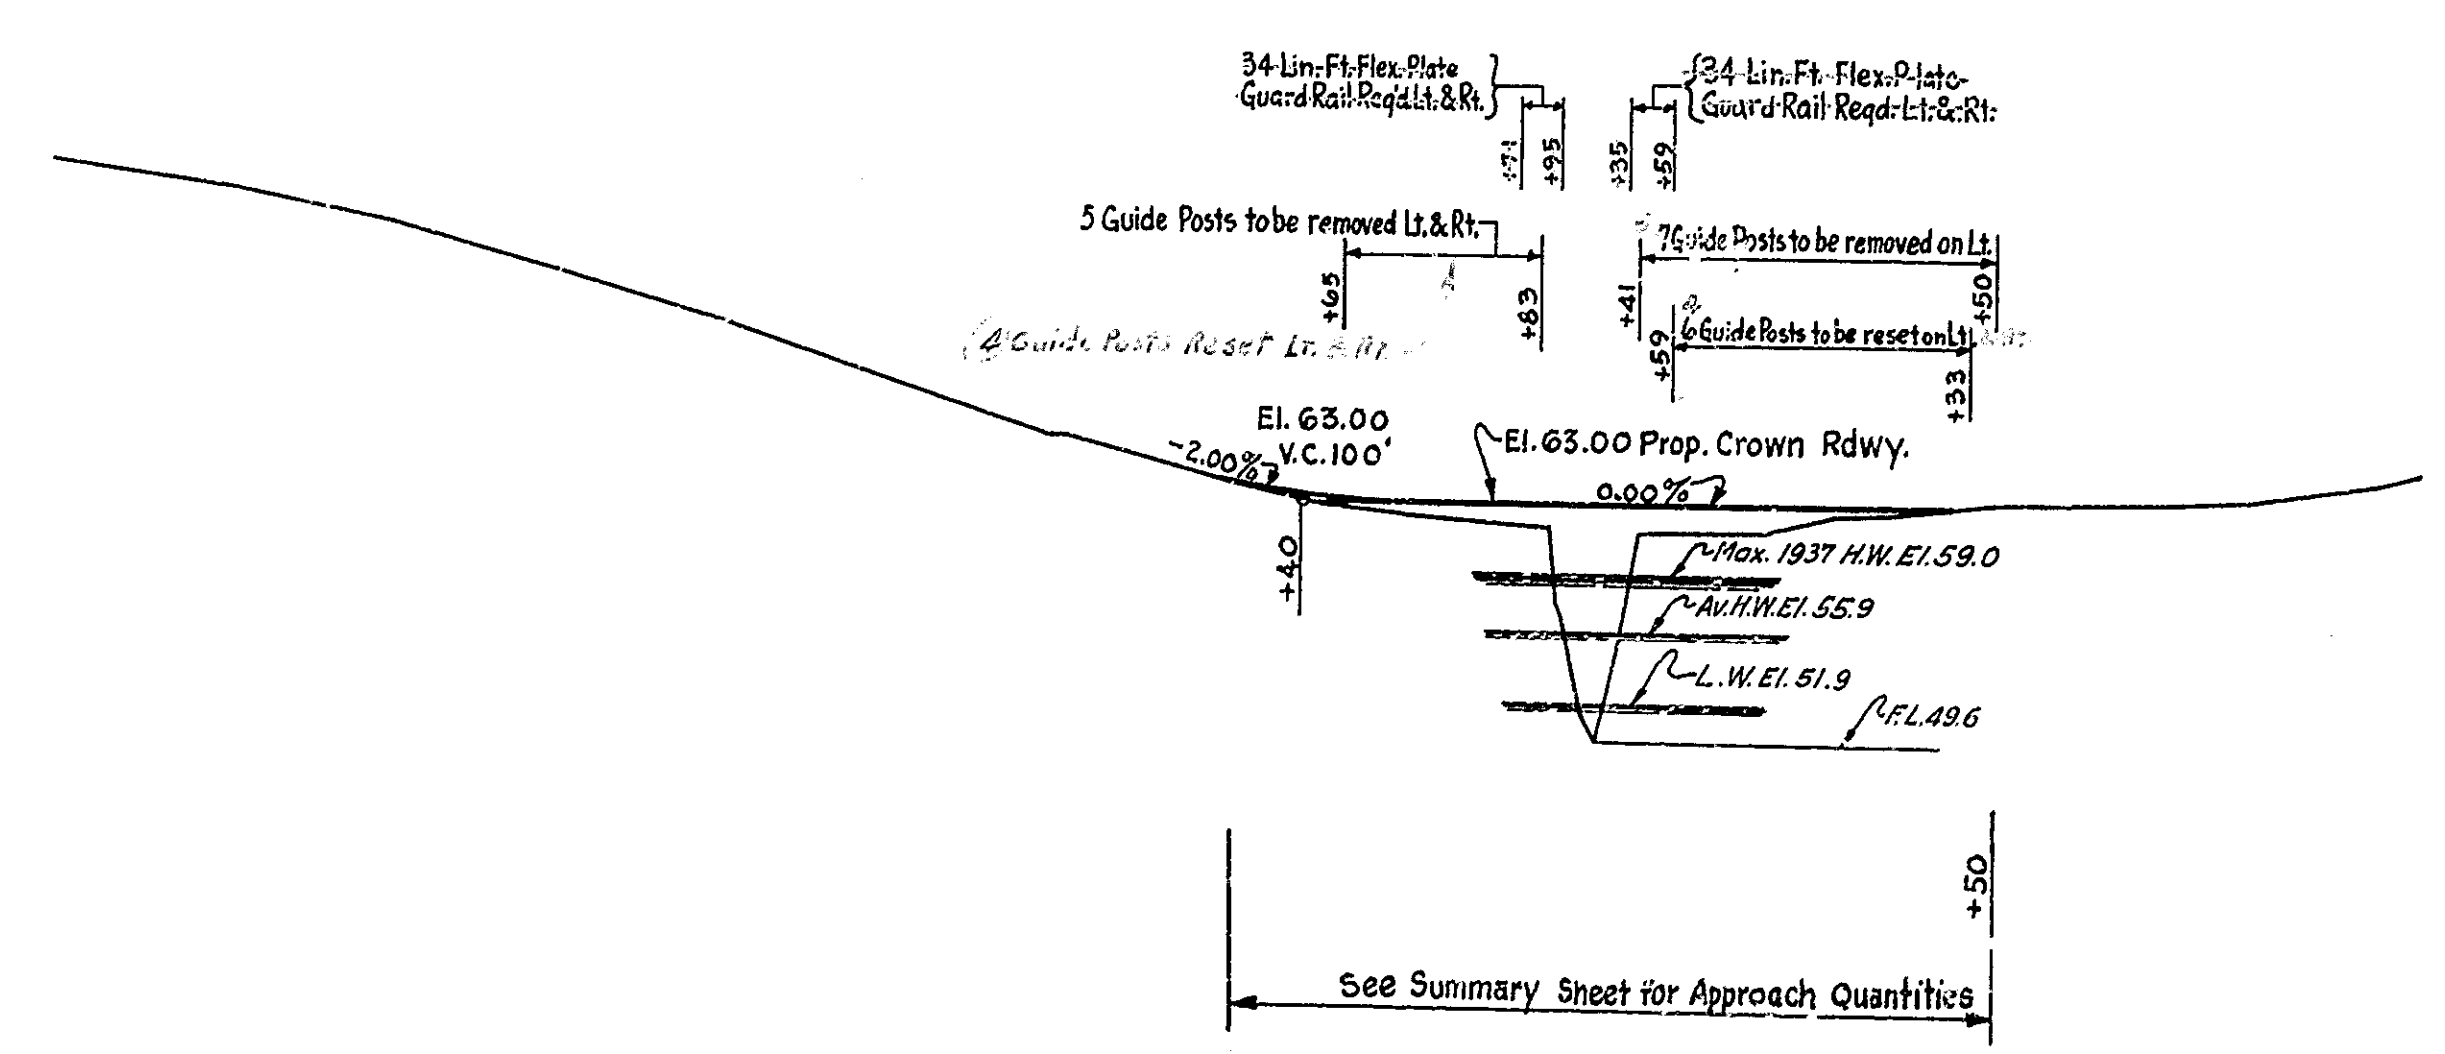 34 Lin. Ft. Flex. Plate
Guard Rail Req'd Lt. & Rt.
34 Lin. Ft. Flex. Plate
Guard Rail Reqd. Lt. & Rt.
+71
+95
+35
+59
5 Guide Posts to be removed Lt. & Rt.
7 Guide Posts to be removed on Lt.
+65
+83
+41
+50
4 Guide Posts Reset Lt. & Rt.
6 Guide Posts to be reset on Lt.
+59
+33
El. 63.00
V.C. 100'
-2.00%
El. 63.00 Prop. Crown Rdwy.
0.00%
+40
Max. 1937 H.W. El. 59.0
Av. H.W. El. 55.9
L.W. El. 51.9
F.L. 49.6
+50
See Summary Sheet for Approach Quantities